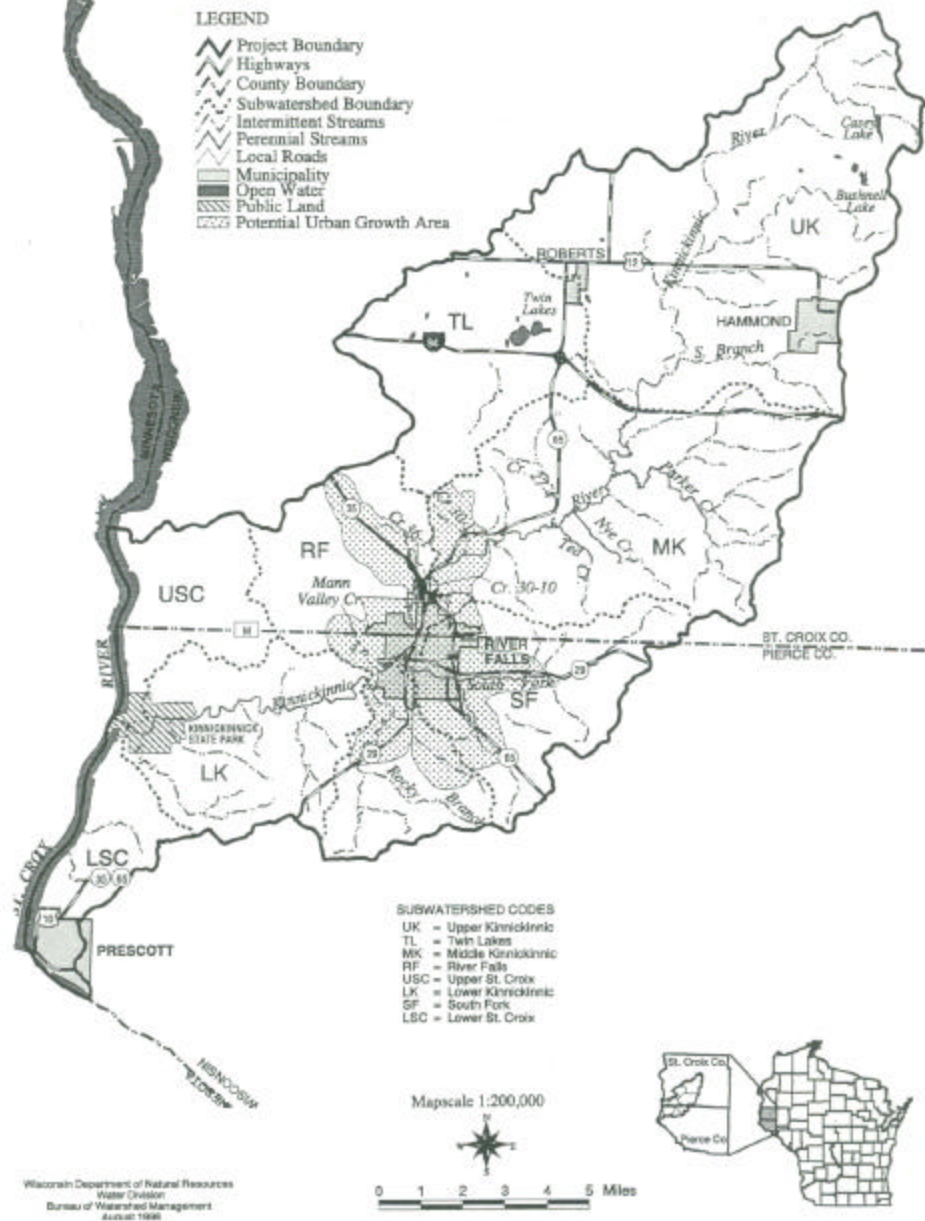 LEGEND
Project Boundary
Highways
County Boundary
Subwatershed Boundary
Intermittent Streams
Perennial Streams
Local Roads
Municipality
Open Water
Public Land
Potential Urban Growth Area
River
Casey
Lake
Bushnell
Lake
UK
Kinnickinnic
ROBERTS
12
Twin
Lakes
TL
HAMMOND
S. Branch
94
MINNESOTA
WISCONSIN
65
River
Parker Cr.
Nye Cr.
Ted Cr.
MK
35
RF
Mann
Valley Cr.
Cr. 30-10
USC
M
ST. CROIX CO.
PIERCE CO.
RIVER
FALLS
29
South Fork
SF
RIVER
Kinnickinnic
KINNICKINNICK
STATE PARK
LK
29
65
Rocky
Branch
ST. CROIX
LSC
65
10
PRESCOTT
WISCONSIN
SUBWATERSHED CODES
UK = Upper Kinnickinnic
TL = Twin Lakes
MK = Middle Kinnickinnic
RF = River Falls
USC = Upper St. Croix
LK = Lower Kinnickinnic
SF = South Fork
LSC = Lower St. Croix
Mapscale 1:200,000
N
W E
S
0 1 2 3 4 5 Miles
St. Croix Co.
Pierce Co.
Wisconsin Department of Natural Resources
Water Division
Bureau of Watershed Management